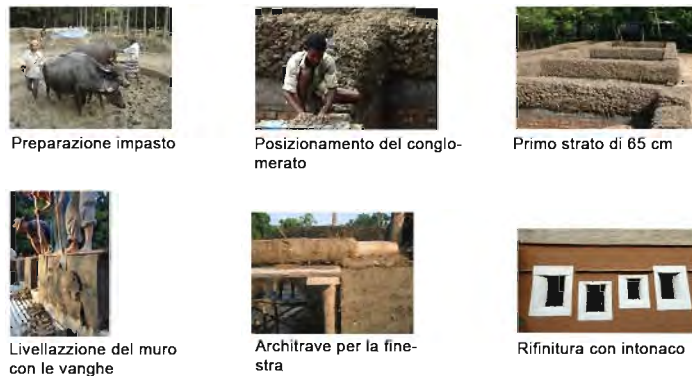 Preparazione impasto
Posizionamento del conglo-
merato
Primo strato di 65 cm
Livellazzione del muro
con le vanghe
Architrave per la fine-
stra
Rifinitura con intonaco